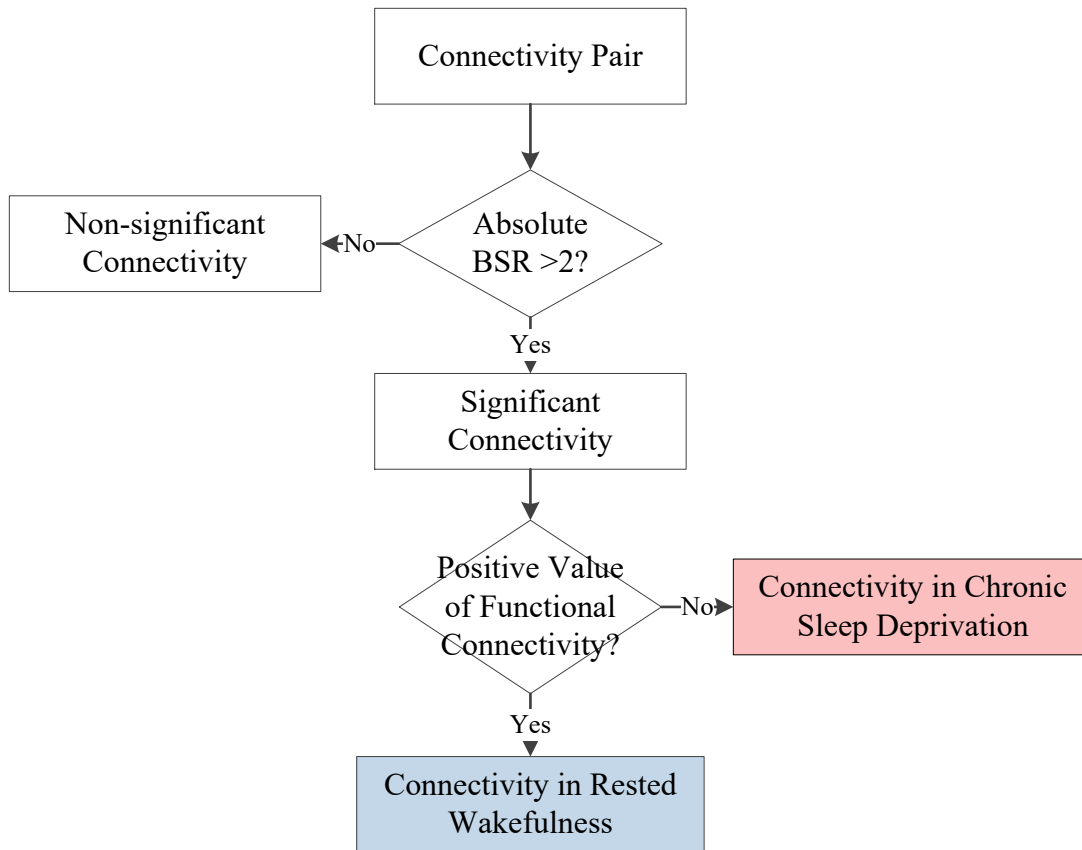 Connectivity Pair
Absolute
BSR >2?
No
Non-significant
Connectivity
Yes
Significant
Connectivity
Positive Value
of Functional
Connectivity?
No
Connectivity in Chronic
Sleep Deprivation
Yes
Connectivity in Rested
Wakefulness